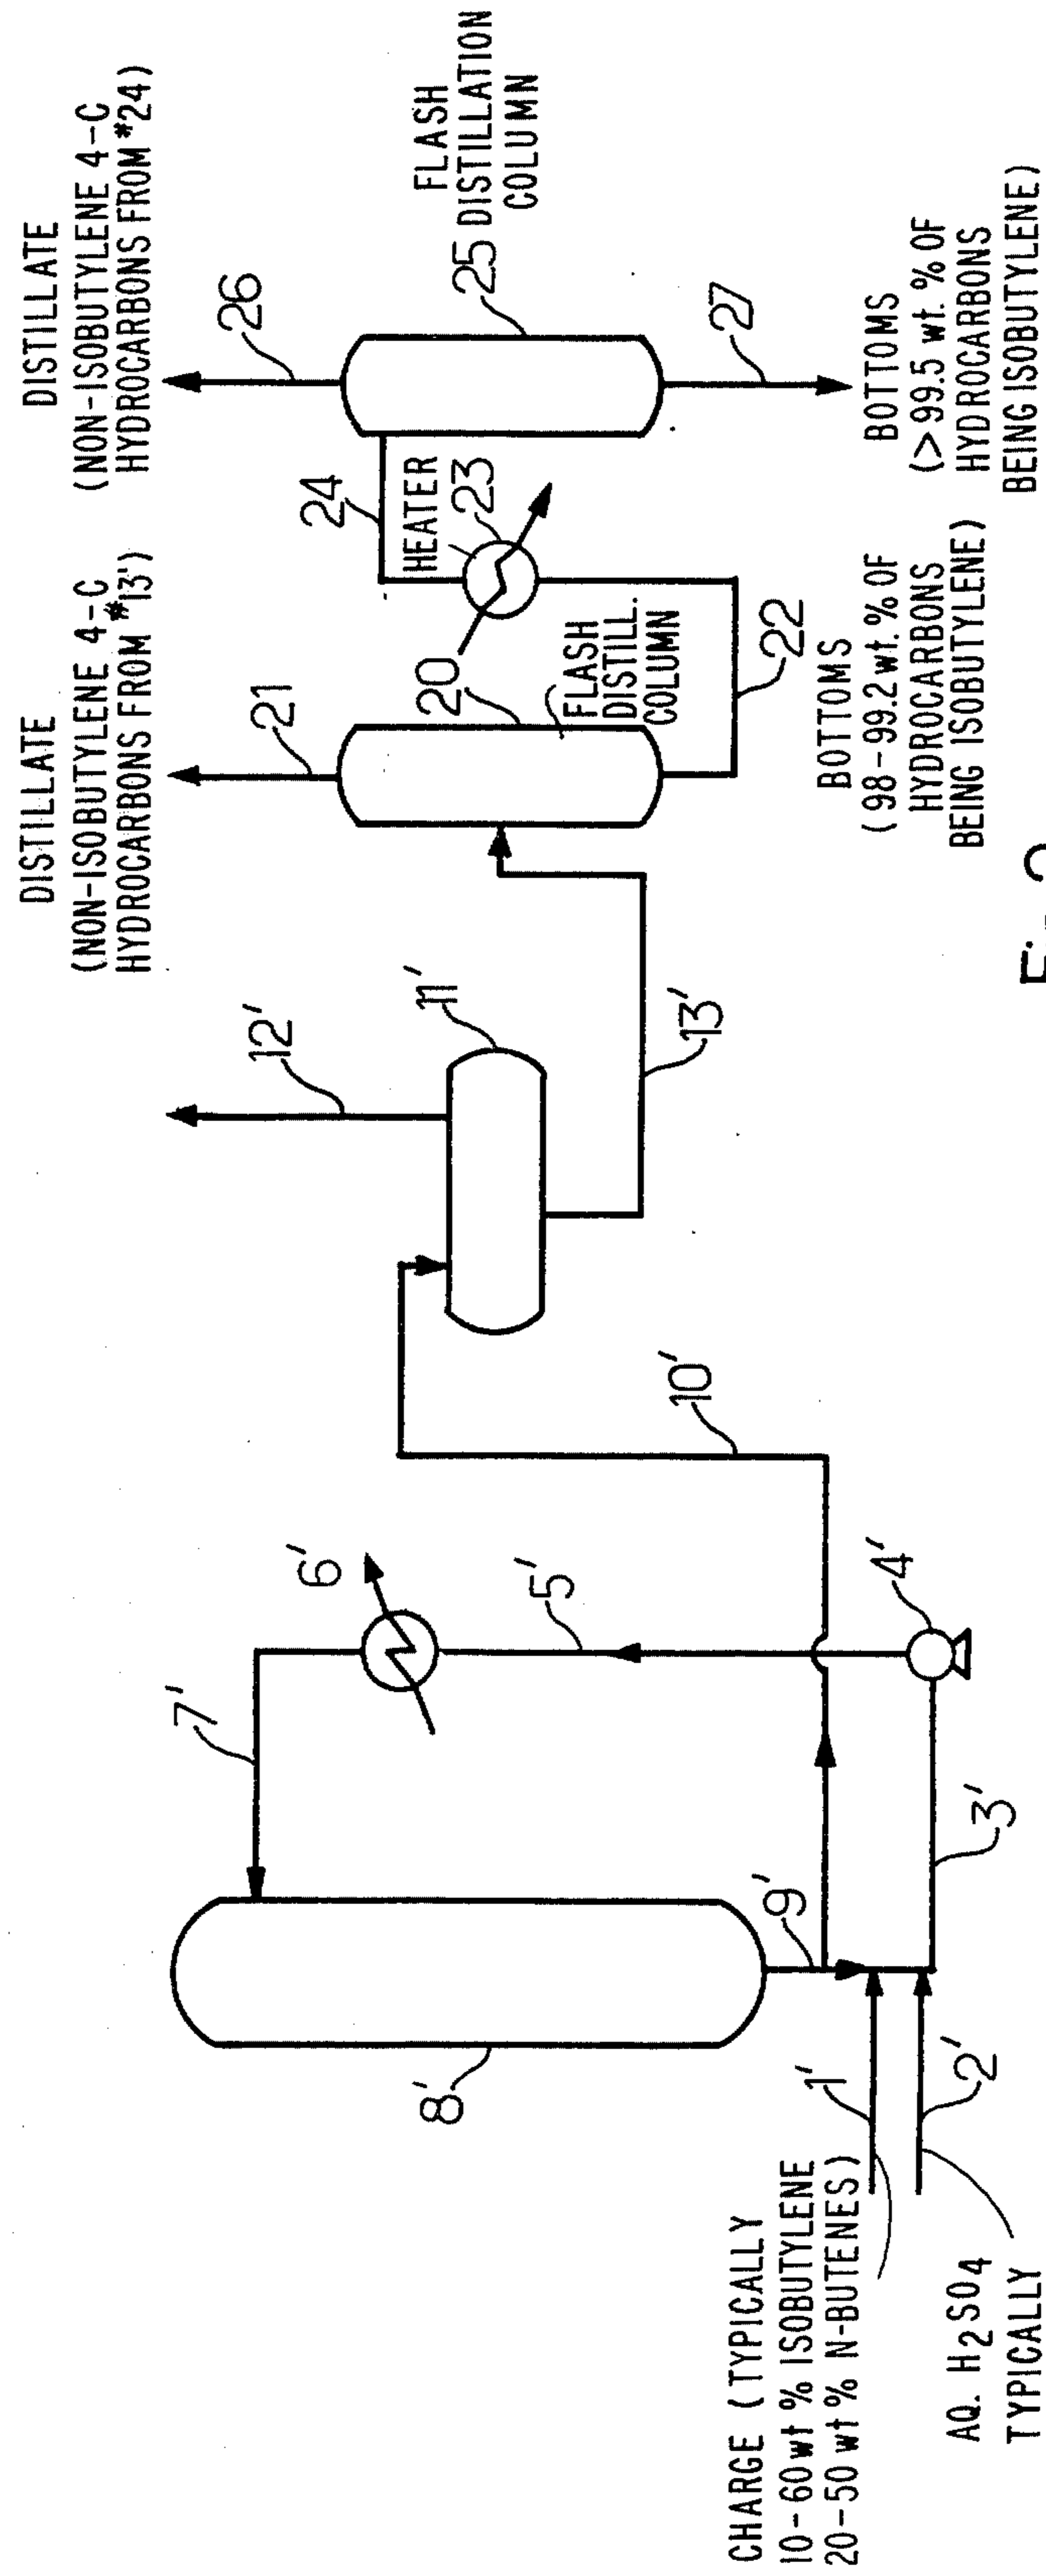 DISTILLATE
(NON-ISOBUTYLENE 4-C
HYDROCARBONS FROM #13')
DISTILLATE
(NON-ISOBUTYLENE 4-C
HYDROCARBONS FROM #24)
12'
21
26
7'
6'
11'
20
FLASH
DISTILL.
COLUMN
24
HEATER
23
25
FLASH
DISTILLATION
COLUMN
8'
5'
10'
13'
22
27
9'
3'
4'
CHARGE (TYPICALLY
10-60 wt % ISOBUTYLENE
20-50 wt % N-BUTENES)
1'
2'
AQ. H2SO4
TYPICALLY
BOTTOMS
(98-99.2 wt. % OF
HYDROCARBONS
BEING ISOBUTYLENE)
BOTTOMS
(>99.5 wt. % OF
HYDROCARBONS
BEING ISOBUTYLENE)